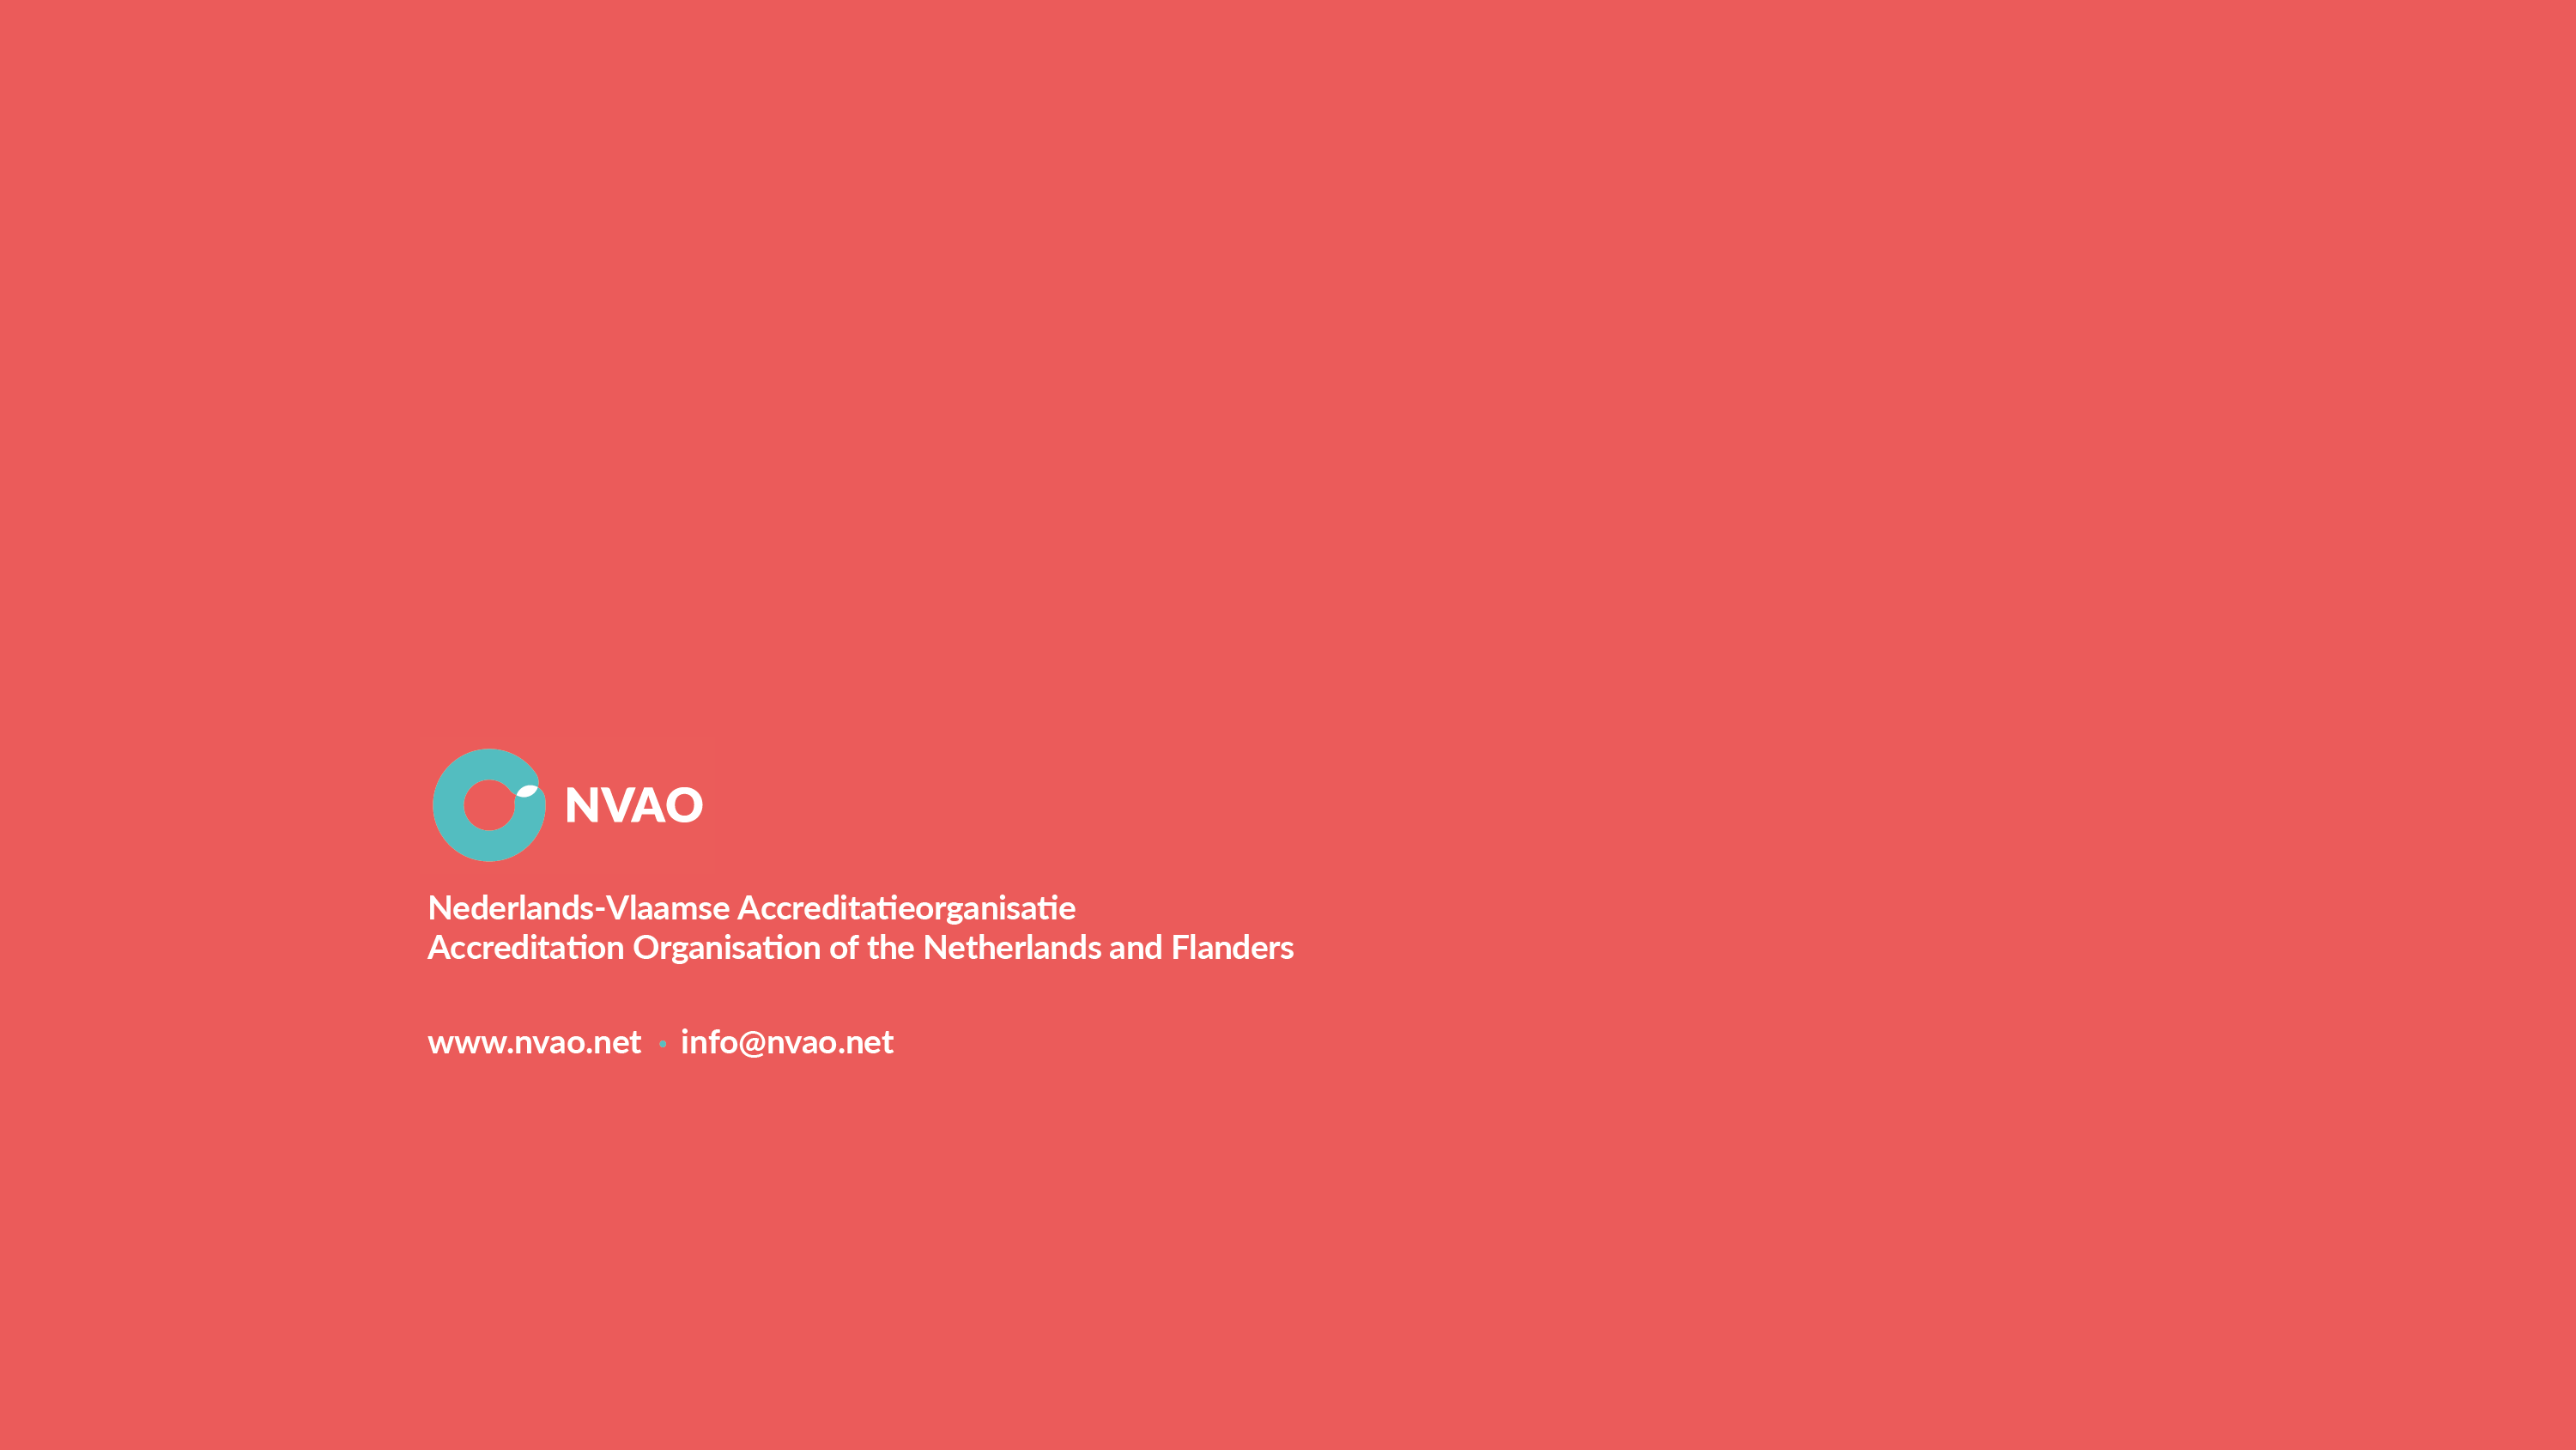 NVAO
Nederlands-Vlaamse Accreditatieorganisatie
Accreditation Organisation of the Netherlands and Flanders
www.nvao.net • info@nvao.net